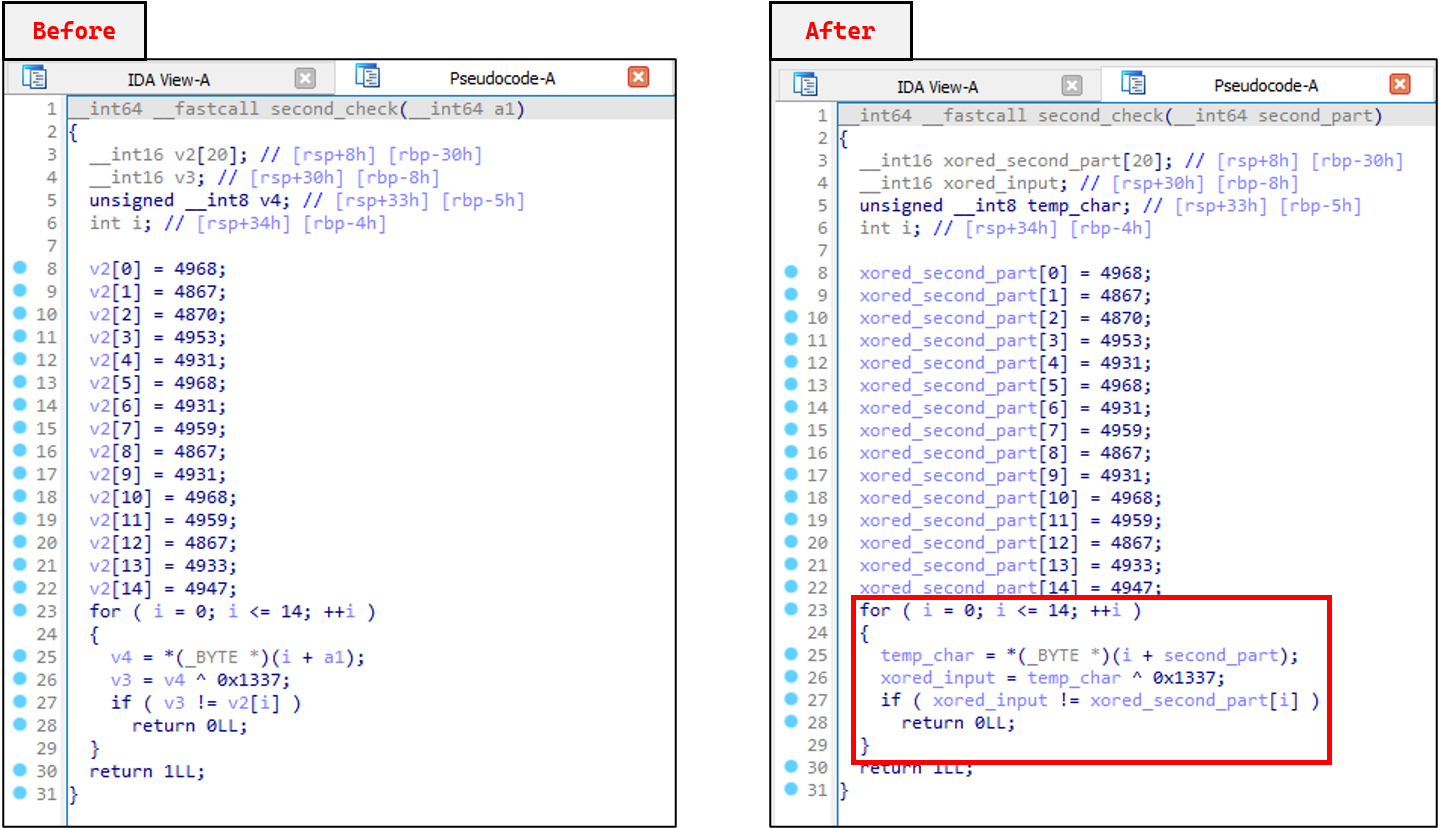 Before
IDA View-A
Pseudocode-A
1 __int64 __fastcall second_check(__int64 a1)
2 {
3 __int16 v2[20]; // [rsp+8h] [rbp-30h]
4 __int16 v3; // [rsp+30h] [rbp-8h]
5 unsigned __int8 v4; // [rsp+33h] [rbp-5h]
6 int i; // [rsp+34h] [rbp-4h]
7
8 v2[0] = 4968;
9 v2[1] = 4867;
10 v2[2] = 4870;
11 v2[3] = 4953;
12 v2[4] = 4931;
13 v2[5] = 4968;
14 v2[6] = 4931;
15 v2[7] = 4959;
16 v2[8] = 4867;
17 v2[9] = 4931;
18 v2[10] = 4968;
19 v2[11] = 4959;
20 v2[12] = 4867;
21 v2[13] = 4933;
22 v2[14] = 4947;
23 for ( i = 0; i <= 14; ++i )
24 {
25 v4 = *(_BYTE *)(i + a1);
26 v3 = v4 ^ 0x1337;
27 if ( v3 != v2[i] )
28 return 0LL;
29 }
30 return 1LL;
31 }
After
IDA View-A
Pseudocode-A
1 __int64 __fastcall second_check(__int64 second_part)
2 {
3 __int16 xored_second_part[20]; // [rsp+8h] [rbp-30h]
4 __int16 xored_input; // [rsp+30h] [rbp-8h]
5 unsigned __int8 temp_char; // [rsp+33h] [rbp-5h]
6 int i; // [rsp+34h] [rbp-4h]
7
8 xored_second_part[0] = 4968;
9 xored_second_part[1] = 4867;
10 xored_second_part[2] = 4870;
11 xored_second_part[3] = 4953;
12 xored_second_part[4] = 4931;
13 xored_second_part[5] = 4968;
14 xored_second_part[6] = 4931;
15 xored_second_part[7] = 4959;
16 xored_second_part[8] = 4867;
17 xored_second_part[9] = 4931;
18 xored_second_part[10] = 4968;
19 xored_second_part[11] = 4959;
20 xored_second_part[12] = 4867;
21 xored_second_part[13] = 4933;
22 xored_second_part[14] = 4947;
23 for ( i = 0; i <= 14; ++i )
24 {
25 temp_char = *(_BYTE *)(i + second_part);
26 xored_input = temp_char ^ 0x1337;
27 if ( xored_input != xored_second_part[i] )
28 return 0LL;
29 }
30 return 1LL;
31 }